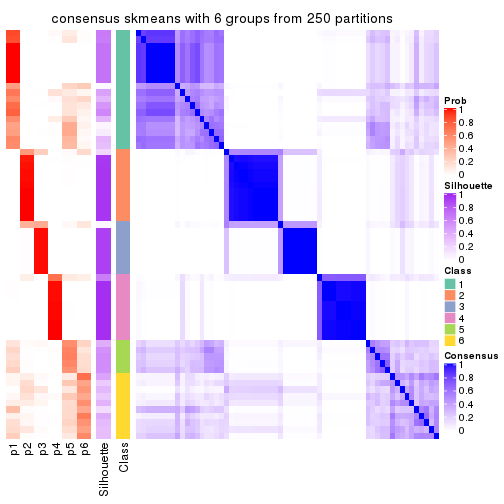 consensus skmeans with 6 groups from 250 partitions
Prob
1
0.8
0.6
0.4
0.2
0
Silhouette
1
0.8
0.6
0.4
0.2
0
Class
1
2
3
4
5
6
Consensus
1
0.8
0.6
0.4
0.2
0
p1
p2
p3
p4
p5
p6
Silhouette
Class